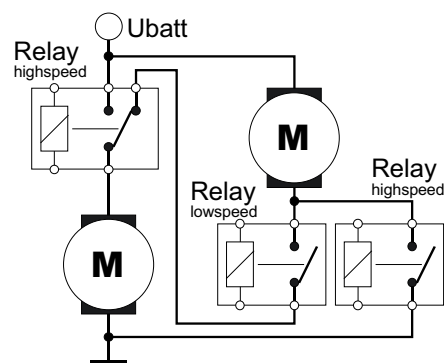 Ubatt
Relay
highspeed
M
Relay
highspeed
Relay
lowspeed
M